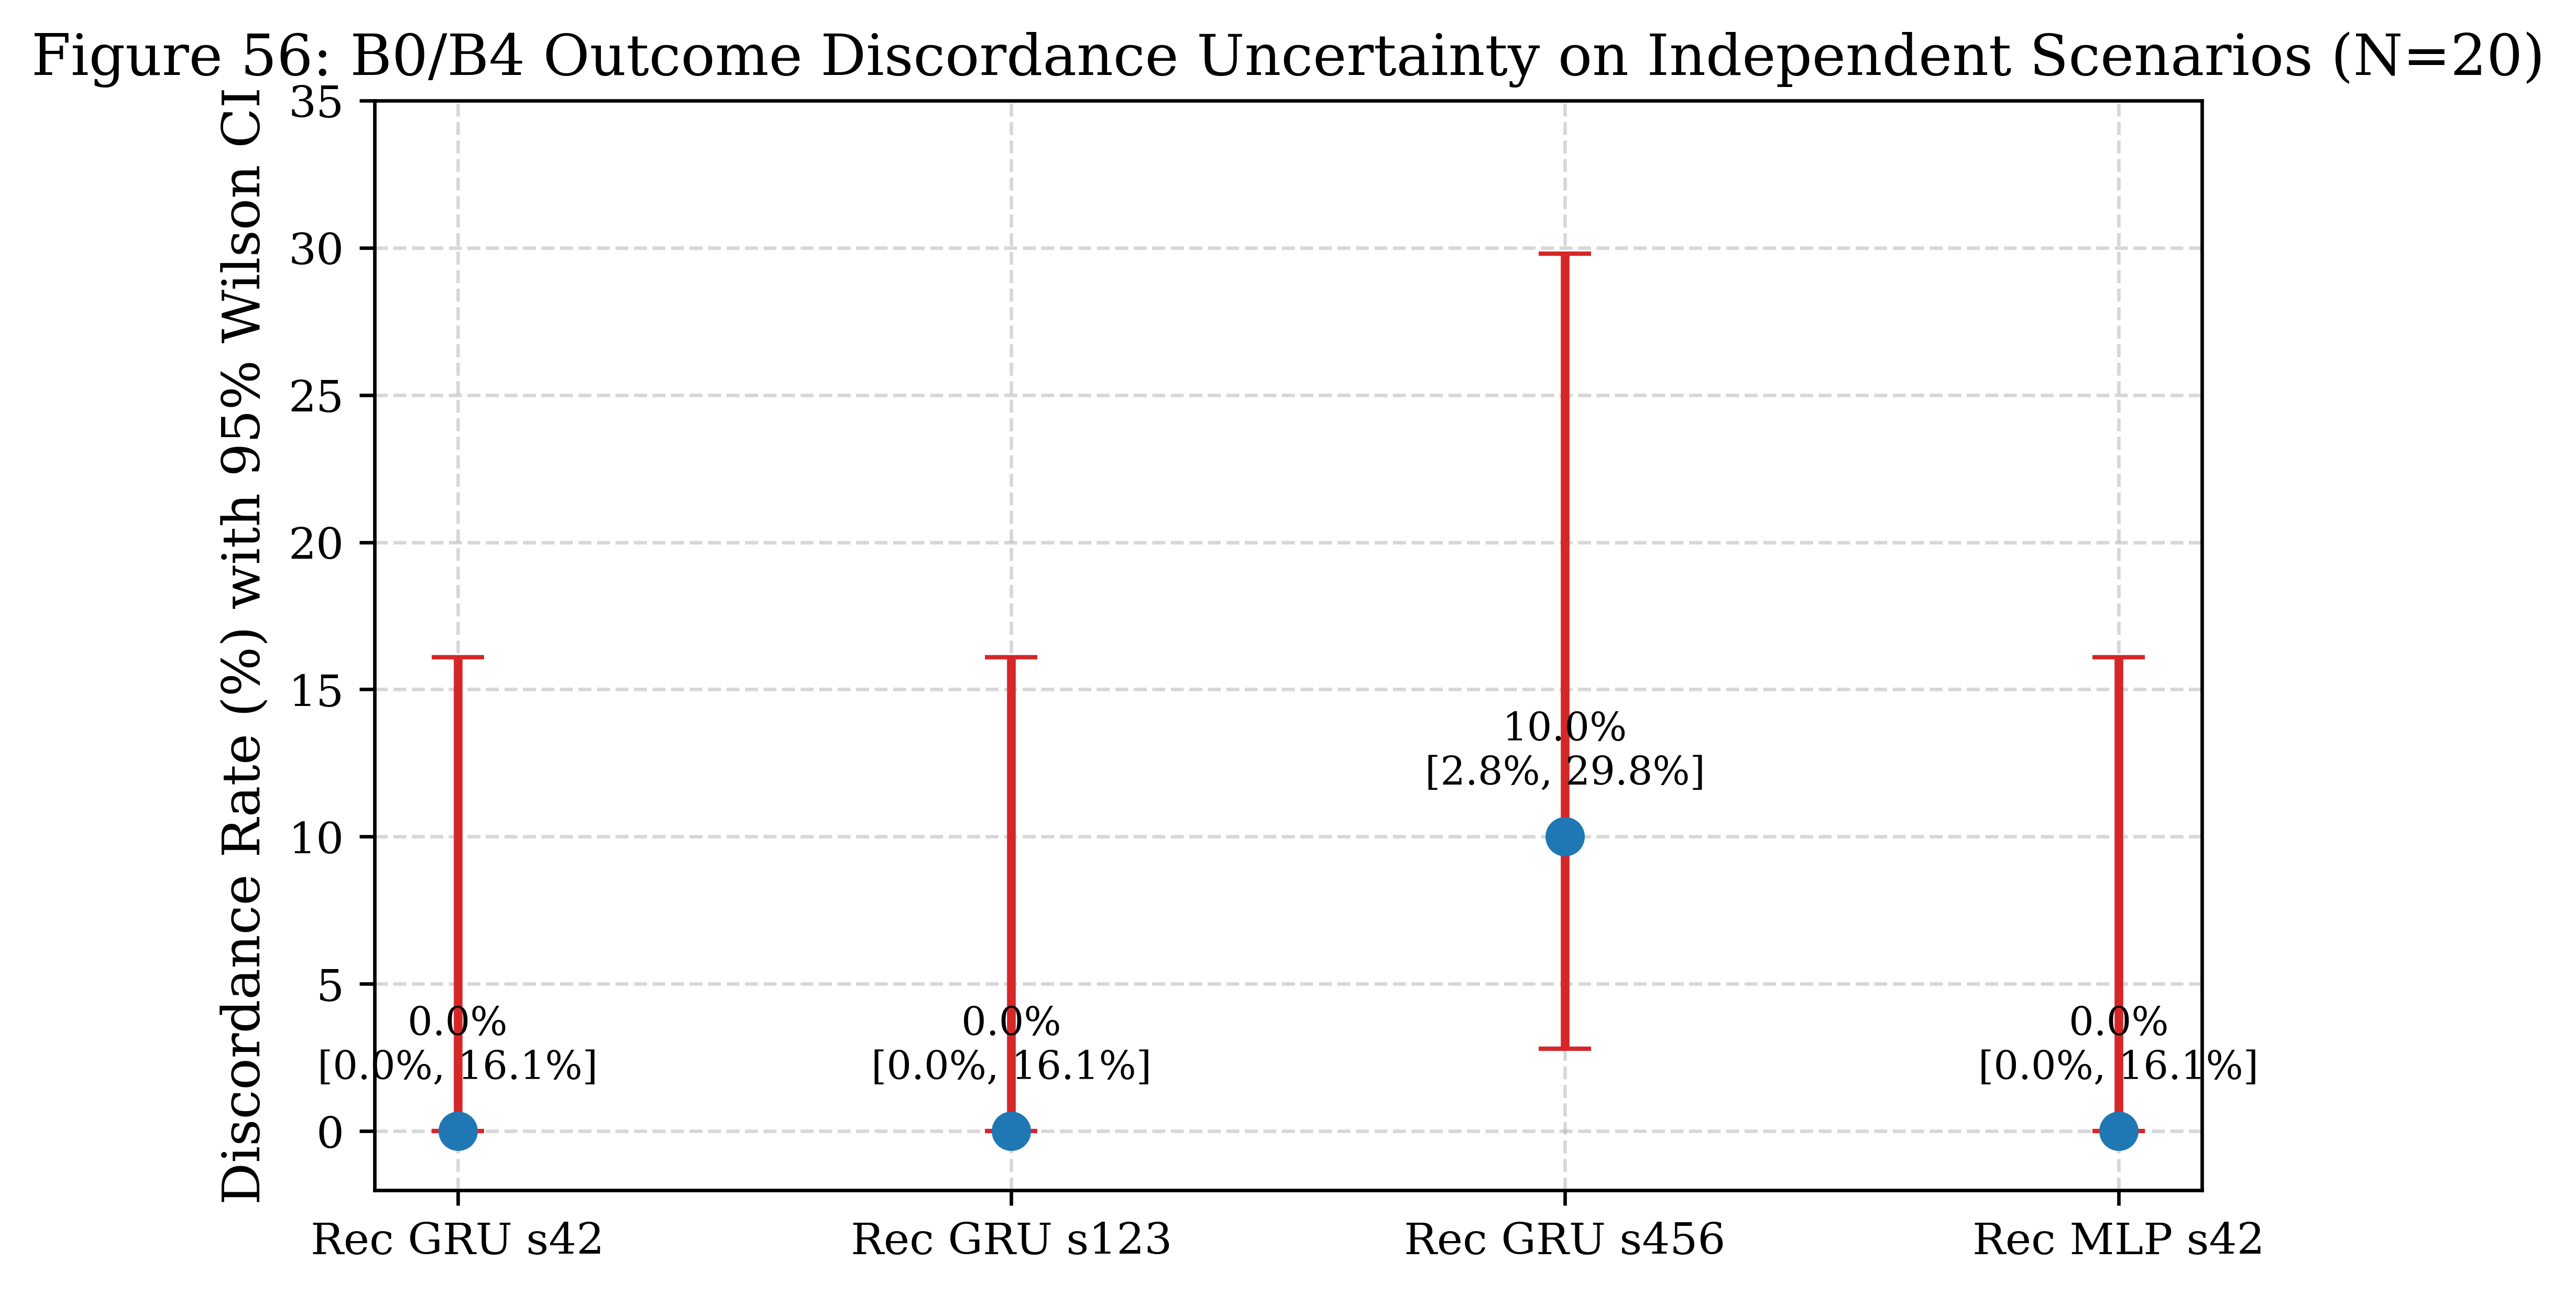 Figure 56: B0/B4 Outcome Discordance Uncertainty on Independent Scenarios (N=20)
Discordance Rate (%) with 95% Wilson CI
35
30
25
20
15
10
5
0
0.0%
[0.0%, 16.1%]
0.0%
[0.0%, 16.1%]
10.0%
[2.8%, 29.8%]
0.0%
[0.0%, 16.1%]
Rec GRU s42
Rec GRU s123
Rec GRU s456
Rec MLP s42